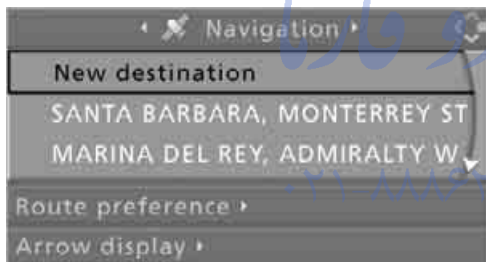 Navigation
New destination
SANTA BARBARA, MONTERREY ST
MARINA DEL REY, ADMIRALTY W
Route preference
Arrow display